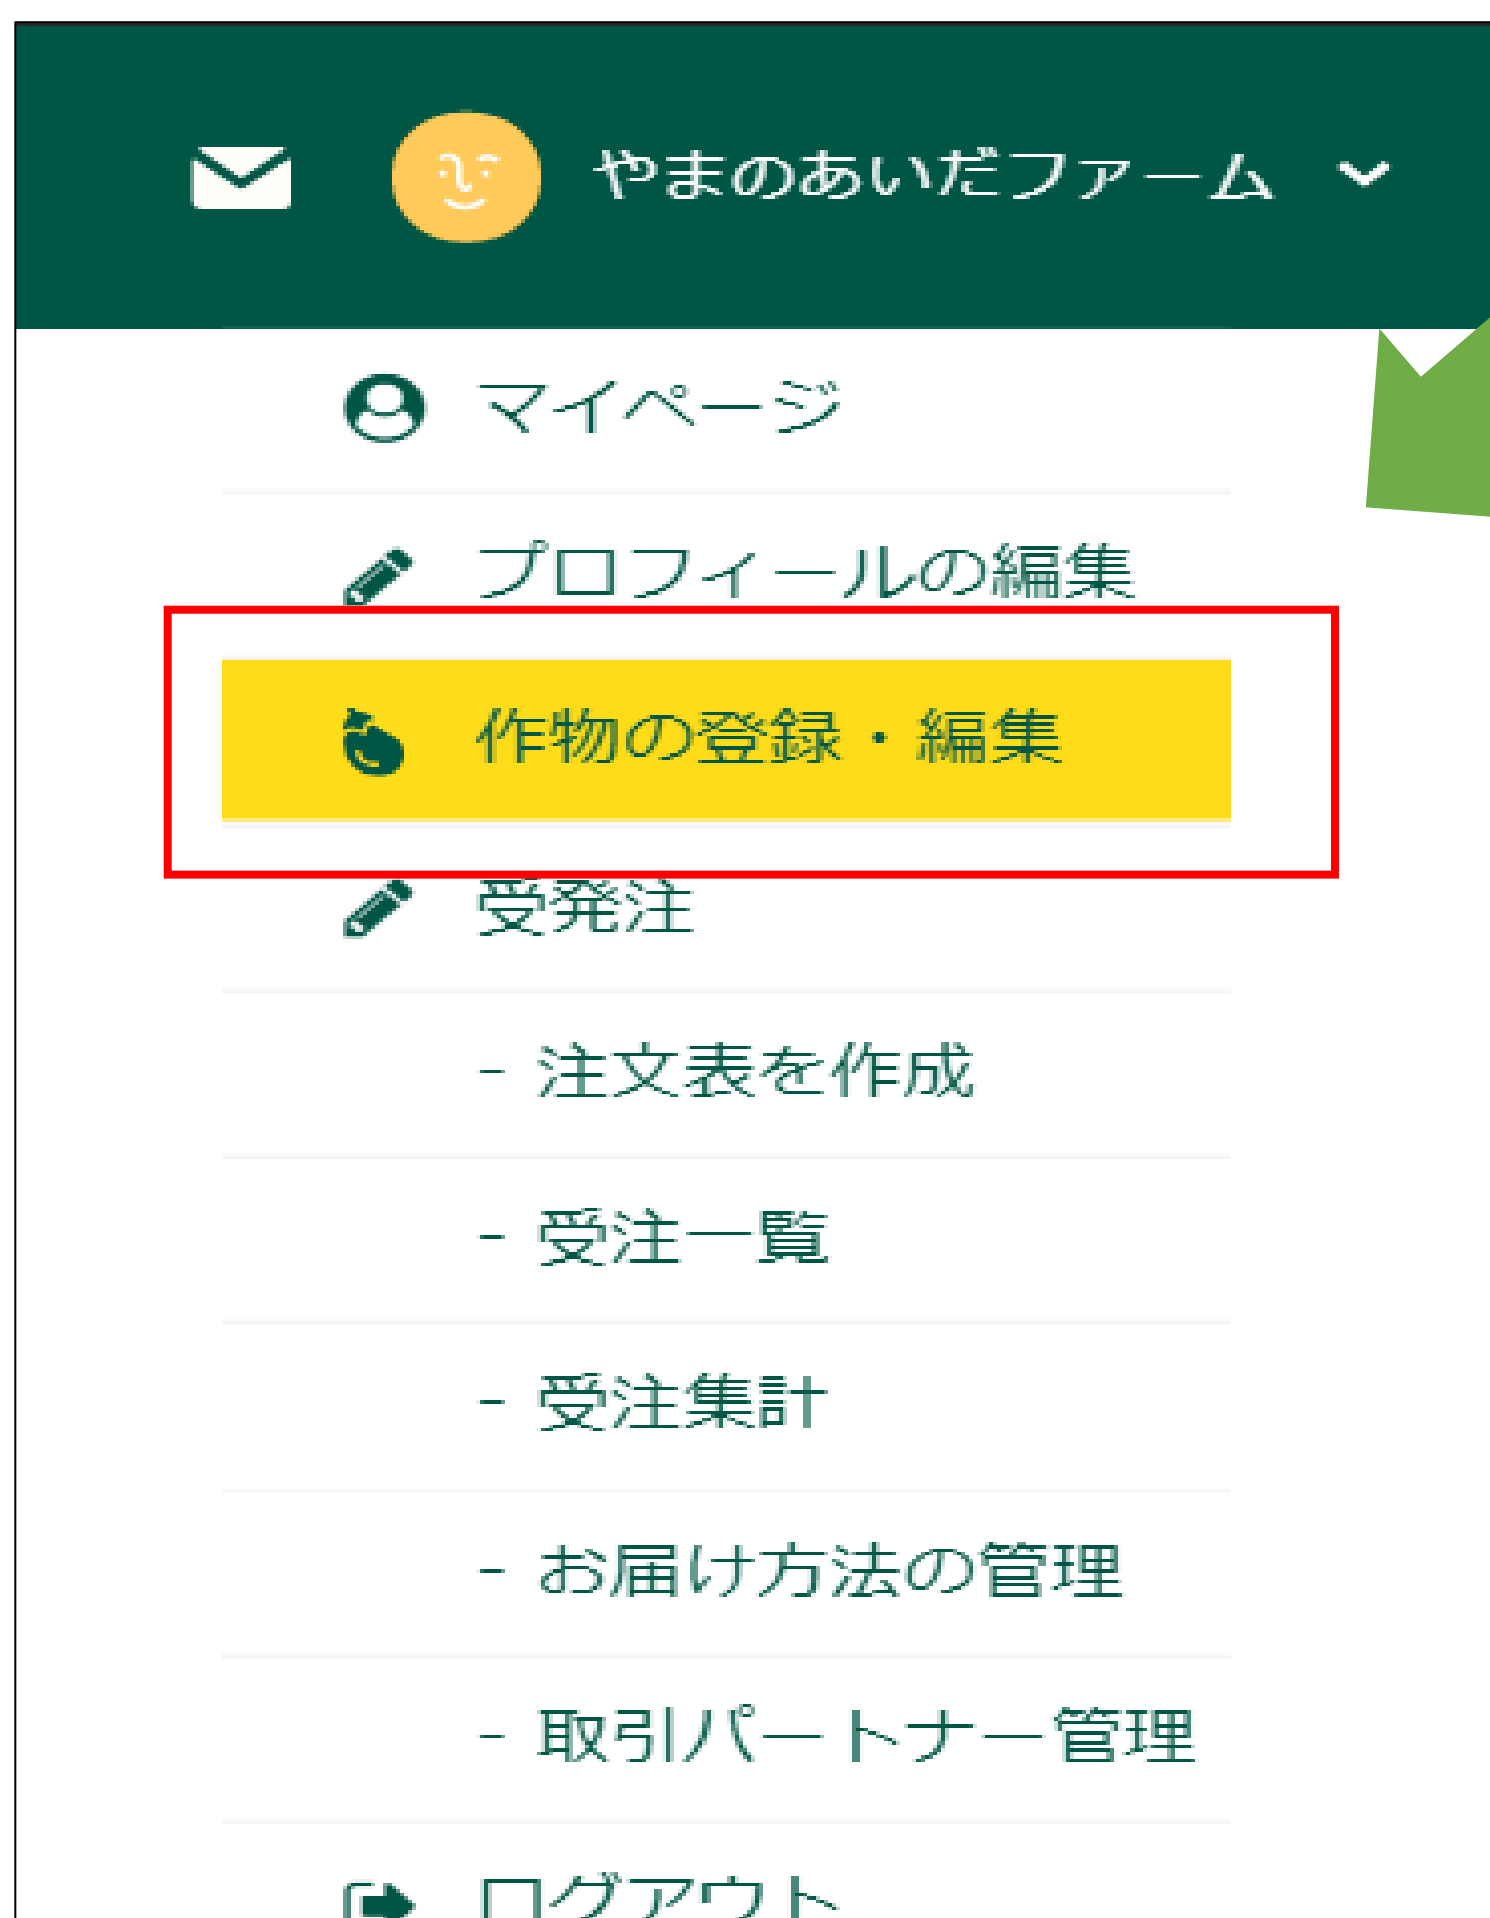 やまのあいだファーム
マイページ
プロフィールの編集
作物の登録・編集
受発注
- 注文表を作成
- 受注一覧
- 受注集計
- お届け方法の管理
- 取引パートナー管理
ログアウト